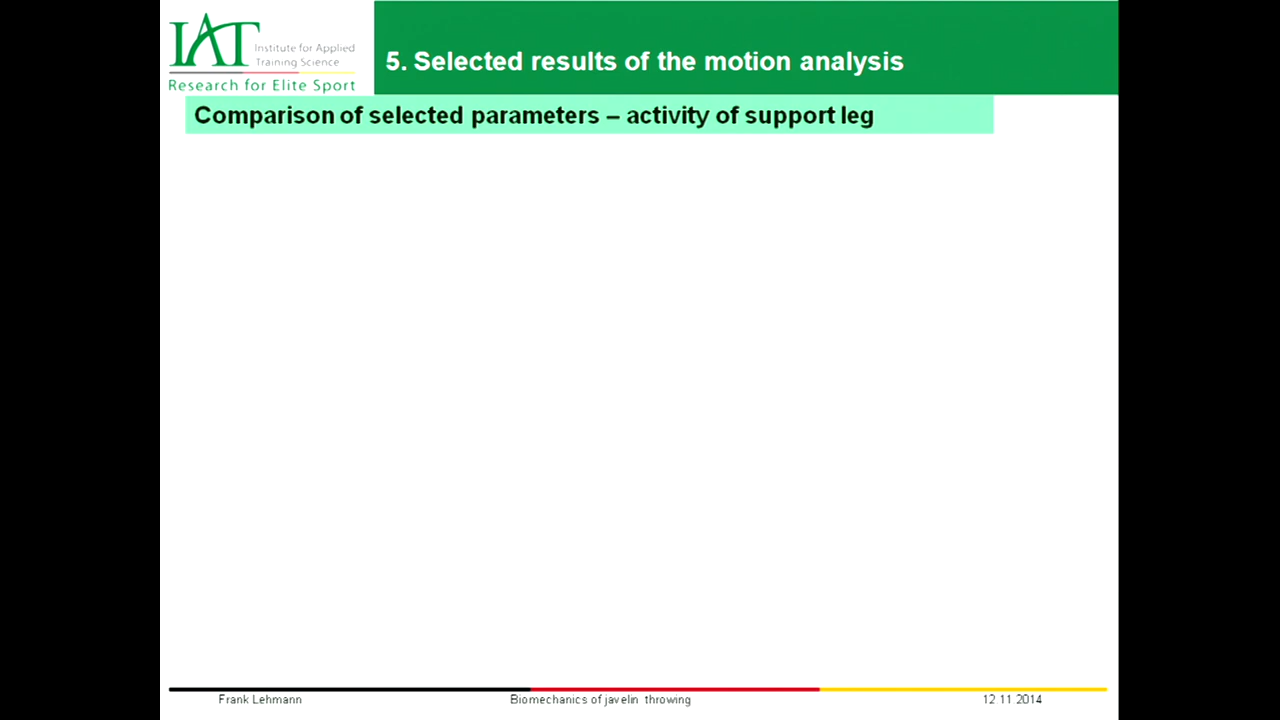 IAT
Institute for Applied
Training Science
Research for Elite Sport
5. Selected results of the motion analysis
Comparison of selected parameters – activity of support leg
Frank Lehmann
Biomechanics of javelin throwing
12.11.2014